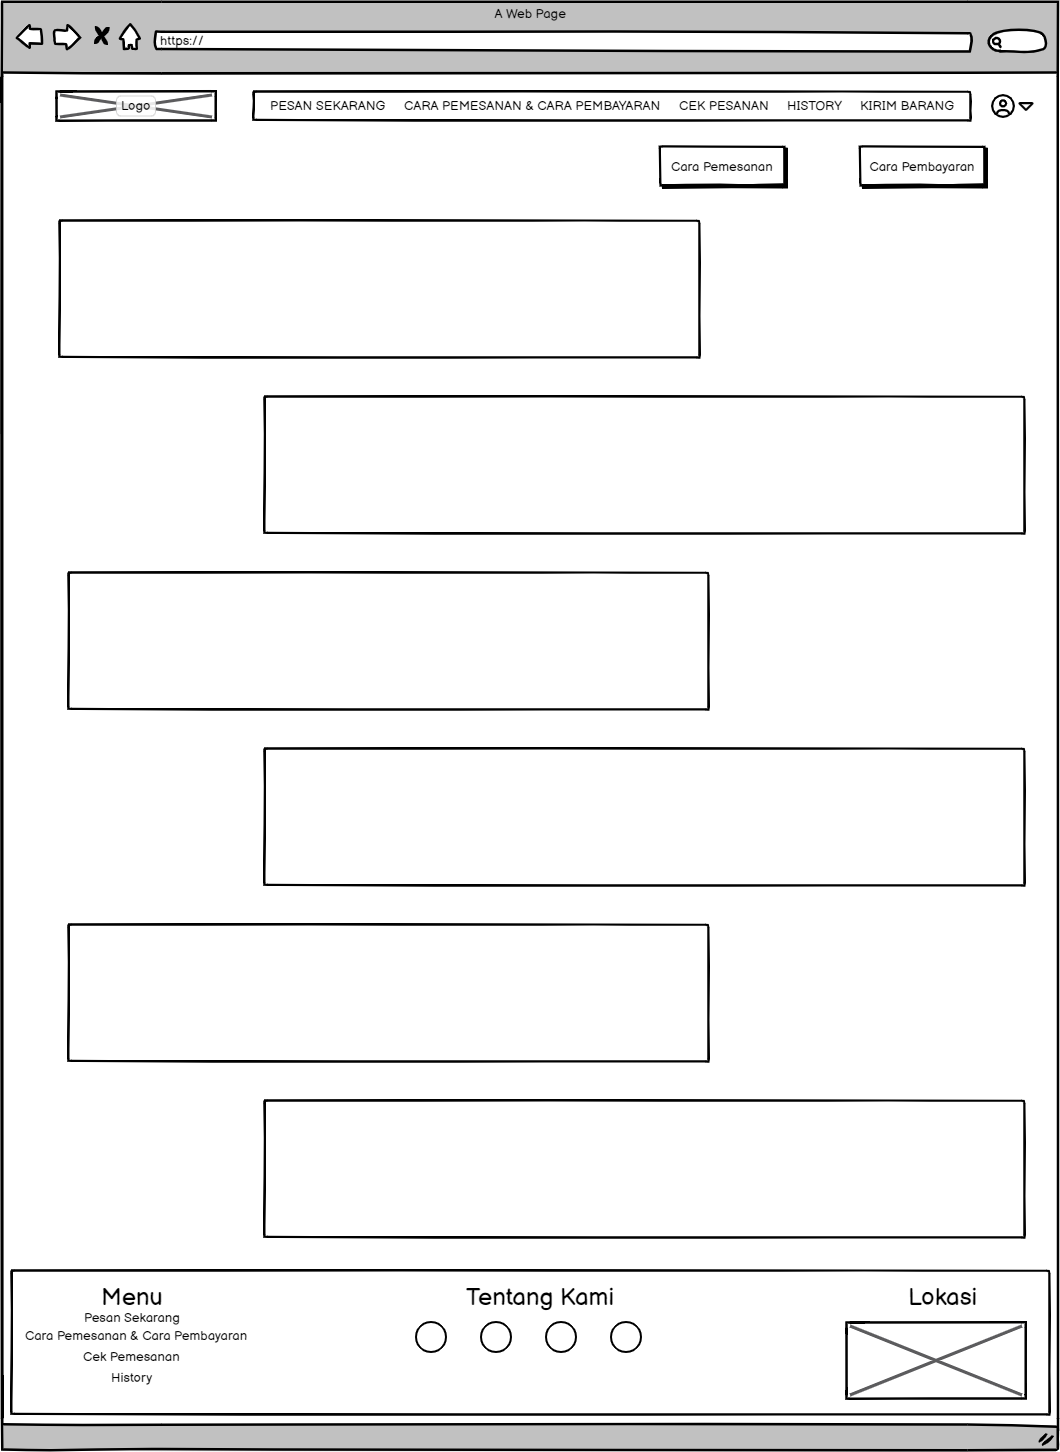 A Web Page
https://
Logo
PESAN SEKARANG CARA PEMESANAN & CARA PEMBAYARAN CEK PESANAN HISTORY KIRIM BARANG
Cara Pemesanan Cara Pembayaran
Menu
Pesan Sekarang
Cara Pemesanan & Cara Pembayaran
Cek Pemesanan
History
Tentang Kami
Lokasi